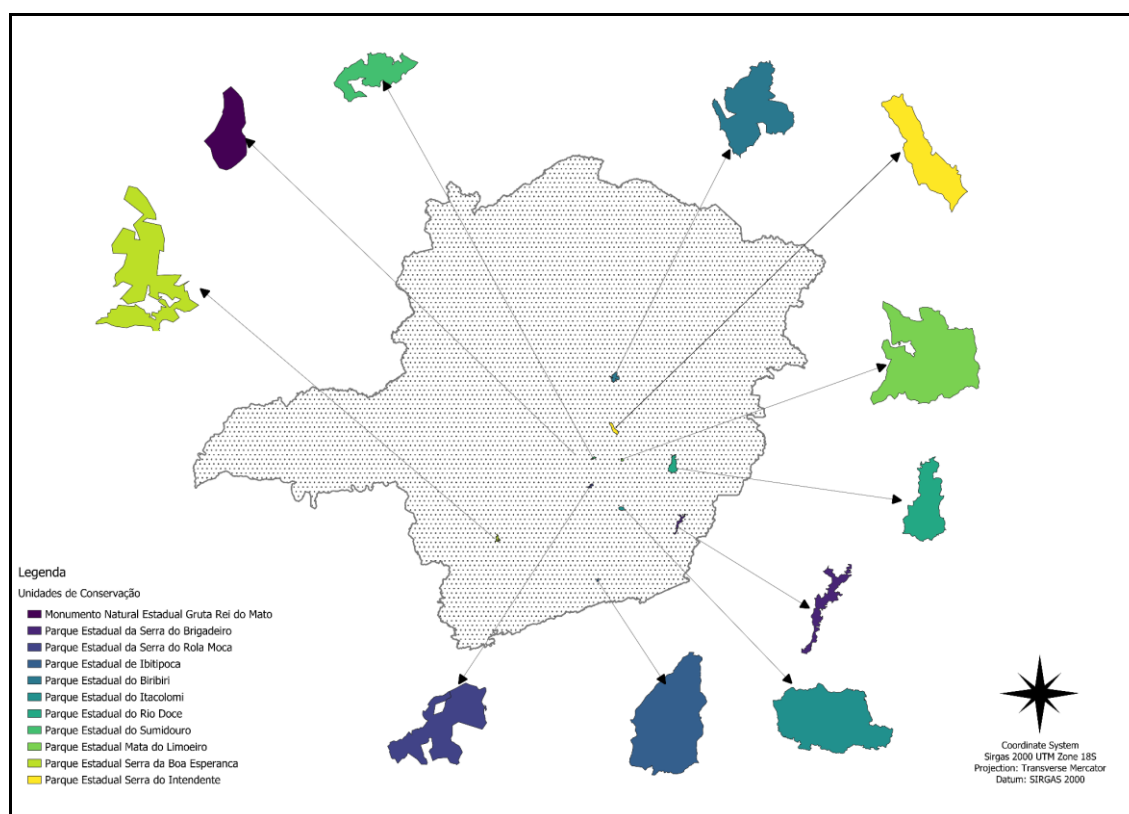 Legenda
Unidades de Conservação
Monumento Natural Estadual Gruta Rei do Mato
Parque Estadual da Serra do Brigadeiro
Parque Estadual da Serra do Rola Moca
Parque Estadual de Ibitipoca
Parque Estadual do Biribiri
Parque Estadual do Itacolomi
Parque Estadual do Rio Doce
Parque Estadual do Sumidouro
Parque Estadual Mata do Limoeiro
Parque Estadual Serra da Boa Esperanca
Parque Estadual Serra do Intendente
Coordinate System
Sirgas 2000 UTM Zone 18S
Projection: Transverse Mercator
Datum: SIRGAS 2000